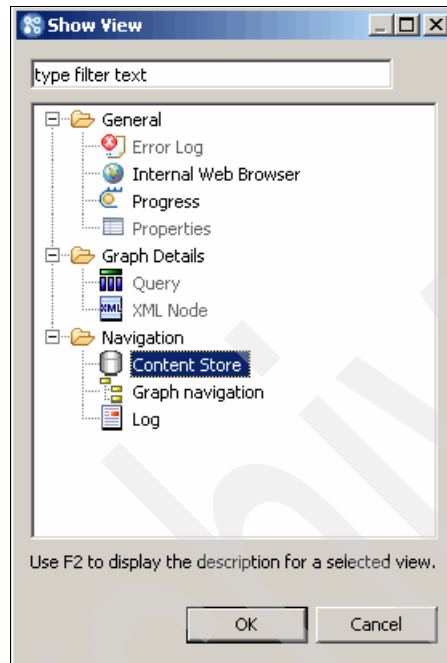 Show View
type filter text
General
Error Log
Internal Web Browser
Progress
Properties
Graph Details
Query
XML Node
Navigation
Content Store
Graph navigation
Log
Use F2 to display the description for a selected view.
OK Cancel